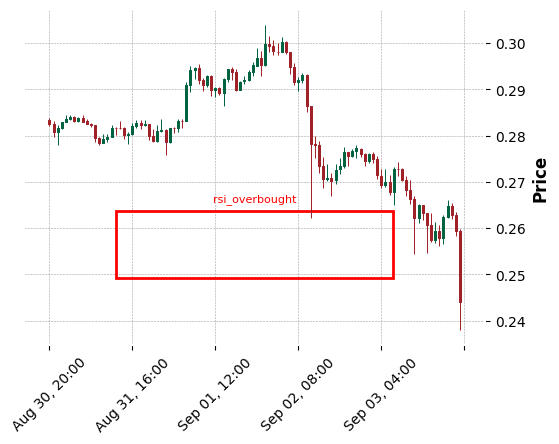 0.30
0.29
0.28
0.27
rsi_overbought
0.26
0.25
0.24
Price
Aug 30, 20:00
Aug 31, 16:00
Sep 01, 12:00
Sep 02, 08:00
Sep 03, 04:00